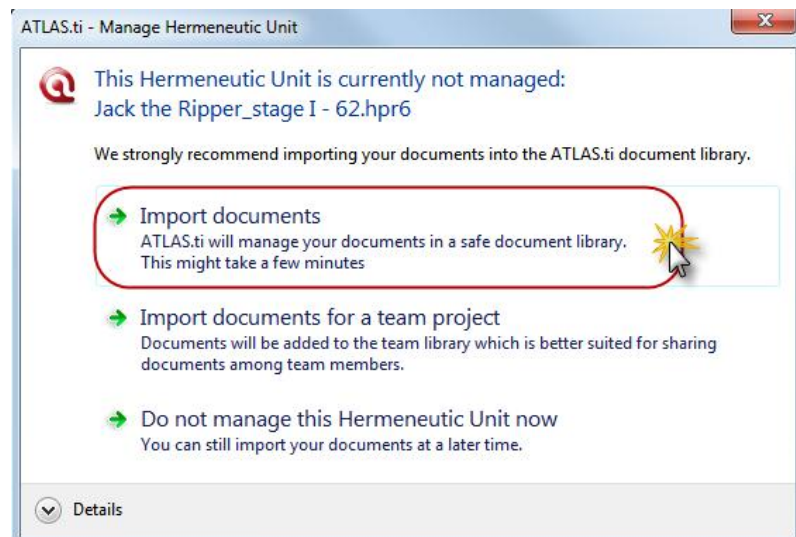 ATLAS.ti - Manage Hermeneutic Unit
This Hermeneutic Unit is currently not managed:
Jack the Ripper_stage I - 62.hpr6
We strongly recommend importing your documents into the ATLAS.ti document library.
Import documents
ATLAS.ti will manage your documents in a safe document library.
This might take a few minutes
Import documents for a team project
Documents will be added to the team library which is better suited for sharing
documents among team members.
Do not manage this Hermeneutic Unit now
You can still import your documents at a later time.
Details